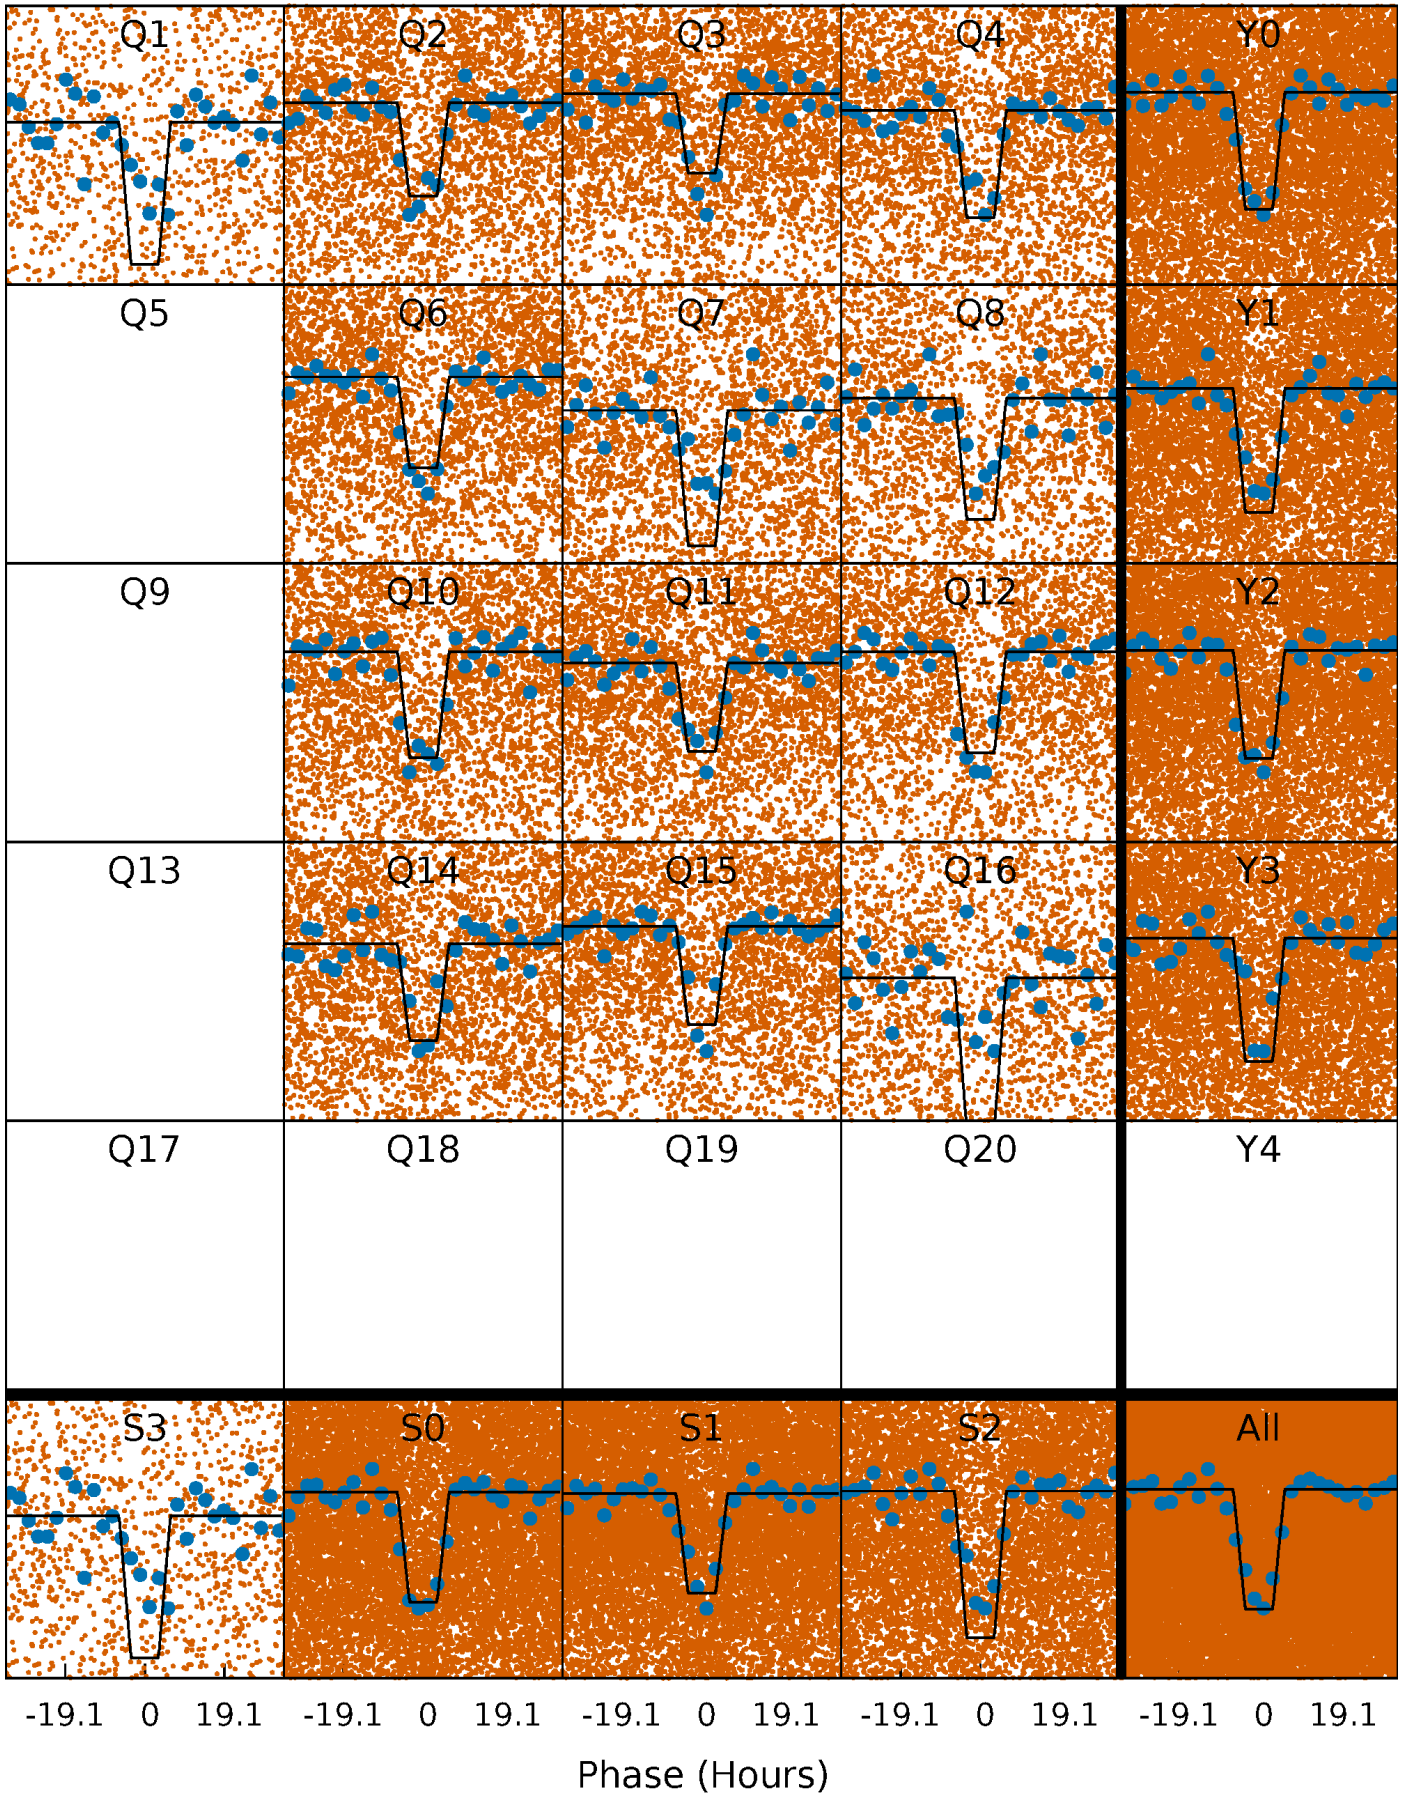 Q1 Q2 Q3 Q4 Y0
Q5 Q6 Q7 Q8 Y1
Q9 Q10 Q11 Q12 Y2
Q13 Q14 Q15 Q16 Y3
Q17 Q18 Q19 Q20 Y4
S3 S0 S1 S2 All
-19.1 0 19.1 -19.1 0 19.1 -19.1 0 19.1 -19.1 0 19.1 -19.1 0 19.1
Phase (Hours)